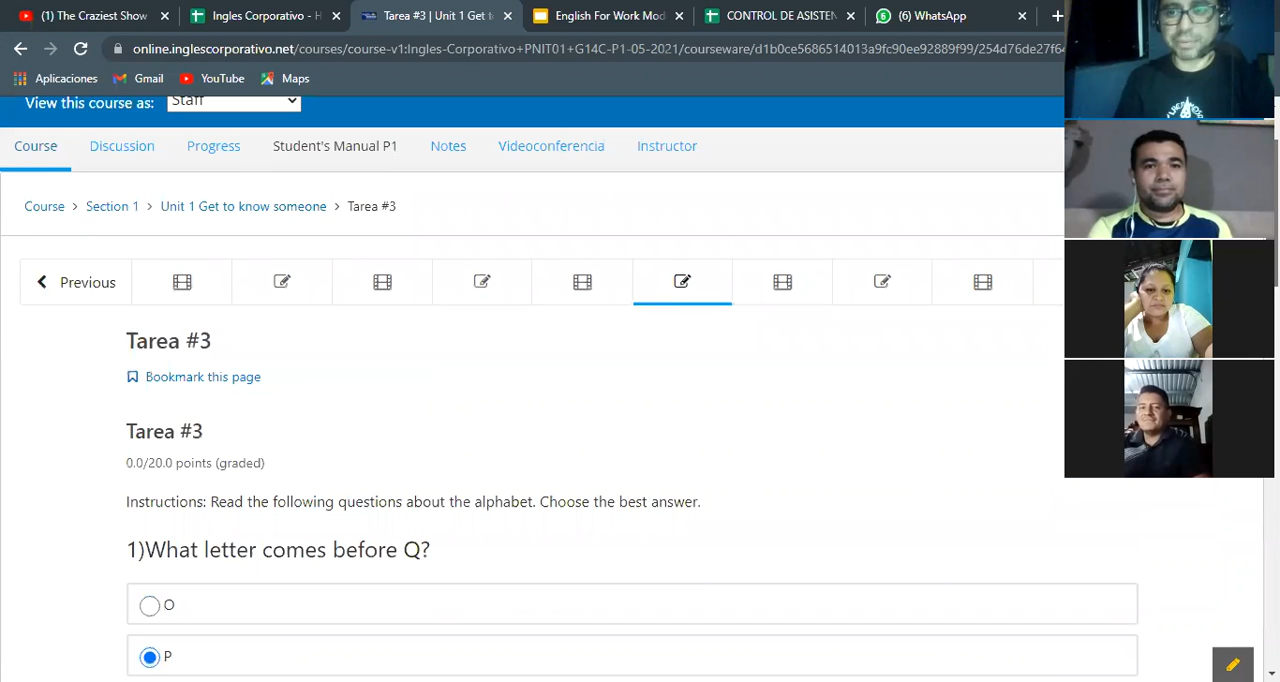 (1) The Craziest Show
Ingles Corporativo - H
Tarea #3 | Unit 1 Get t
English For Work Mod
CONTROL DE ASISTEN
(6) WhatsApp
online.inglescorporativo.net/courses/course-v1:Ingles-Corporativo+PNIT01+G14C-P1-05-2021/courseware/d1b0ce5686514013a9fc90ee92889f99/254d76de27f64
Aplicaciones
Gmail
YouTube
Maps
View this course as:
Staff
Course
Discussion
Progress
Student's Manual P1
Notes
Videoconferencia
Instructor
Course > Section 1 > Unit 1 Get to know someone > Tarea #3
Previous
Tarea #3
Bookmark this page
Tarea #3
0.0/20.0 points (graded)
Instructions: Read the following questions about the alphabet. Choose the best answer.
1)What letter comes before Q?
O
P